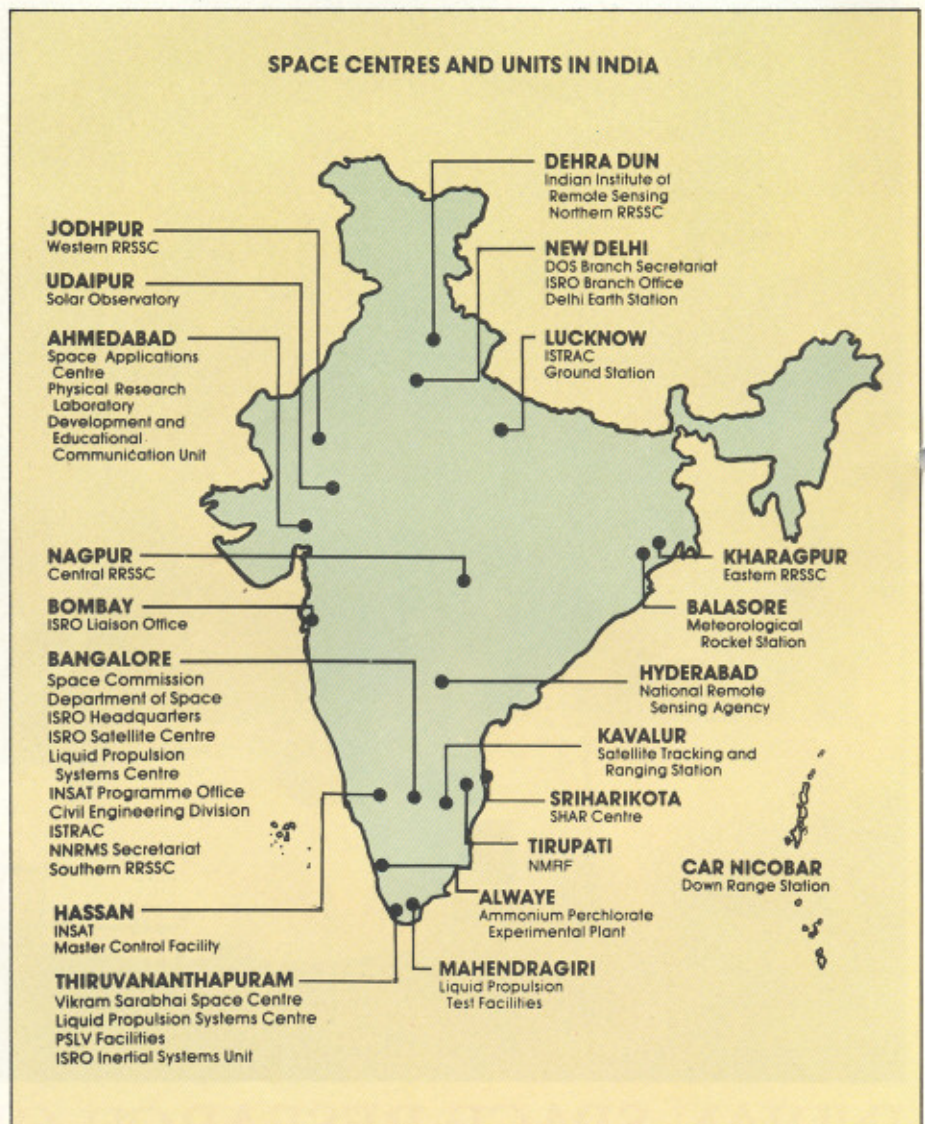 SPACE CENTRES AND UNITS IN INDIA
JODHPUR
Western RRSSC
UDAIPUR
Solar Observatory
AHMEDABAD
Space Applications
Centre
Physical Research
Laboratory
Development and
Educational
Communication Unit
NAGPUR
Central RRSSC
BOMBAY
ISRO Liaison Office
BANGALORE
Space Commission
Department of Space
ISRO Headquarters
ISRO Satellite Centre
Liquid Propulsion
Systems Centre
INSAT Programme Office
Civil Engineering Division
ISTRAC
NNRMS Secretariat
Southern RRSSC
HASSAN
INSAT
Master Control Facility
THIRUVANANTHAPURAM
Vikram Sarabhai Space Centre
Liquid Propulsion Systems Centre
PSLV Facilities
ISRO Inertial Systems Unit
DEHRA DUN
Indian Institute of
Remote Sensing
Northern RRSSC
NEW DELHI
DOS Branch Secretariat
ISRO Branch Office
Delhi Earth Station
LUCKNOW
ISTRAC
Ground Station
KHARAGPUR
Eastern RRSSC
BALASORE
Meteorological
Rocket Station
HYDERABAD
National Remote
Sensing Agency
KAVALUR
Satellite Tracking and
Ranging Station
SRIHARIKOTA
SHAR Centre
TIRUPATI
NMRF
CAR NICOBAR
Down Range Station
ALWAYE
Ammonium Perchlorate
Experimental Plant
MAHENDRAGIRI
Liquid Propulsion
Test Facilities